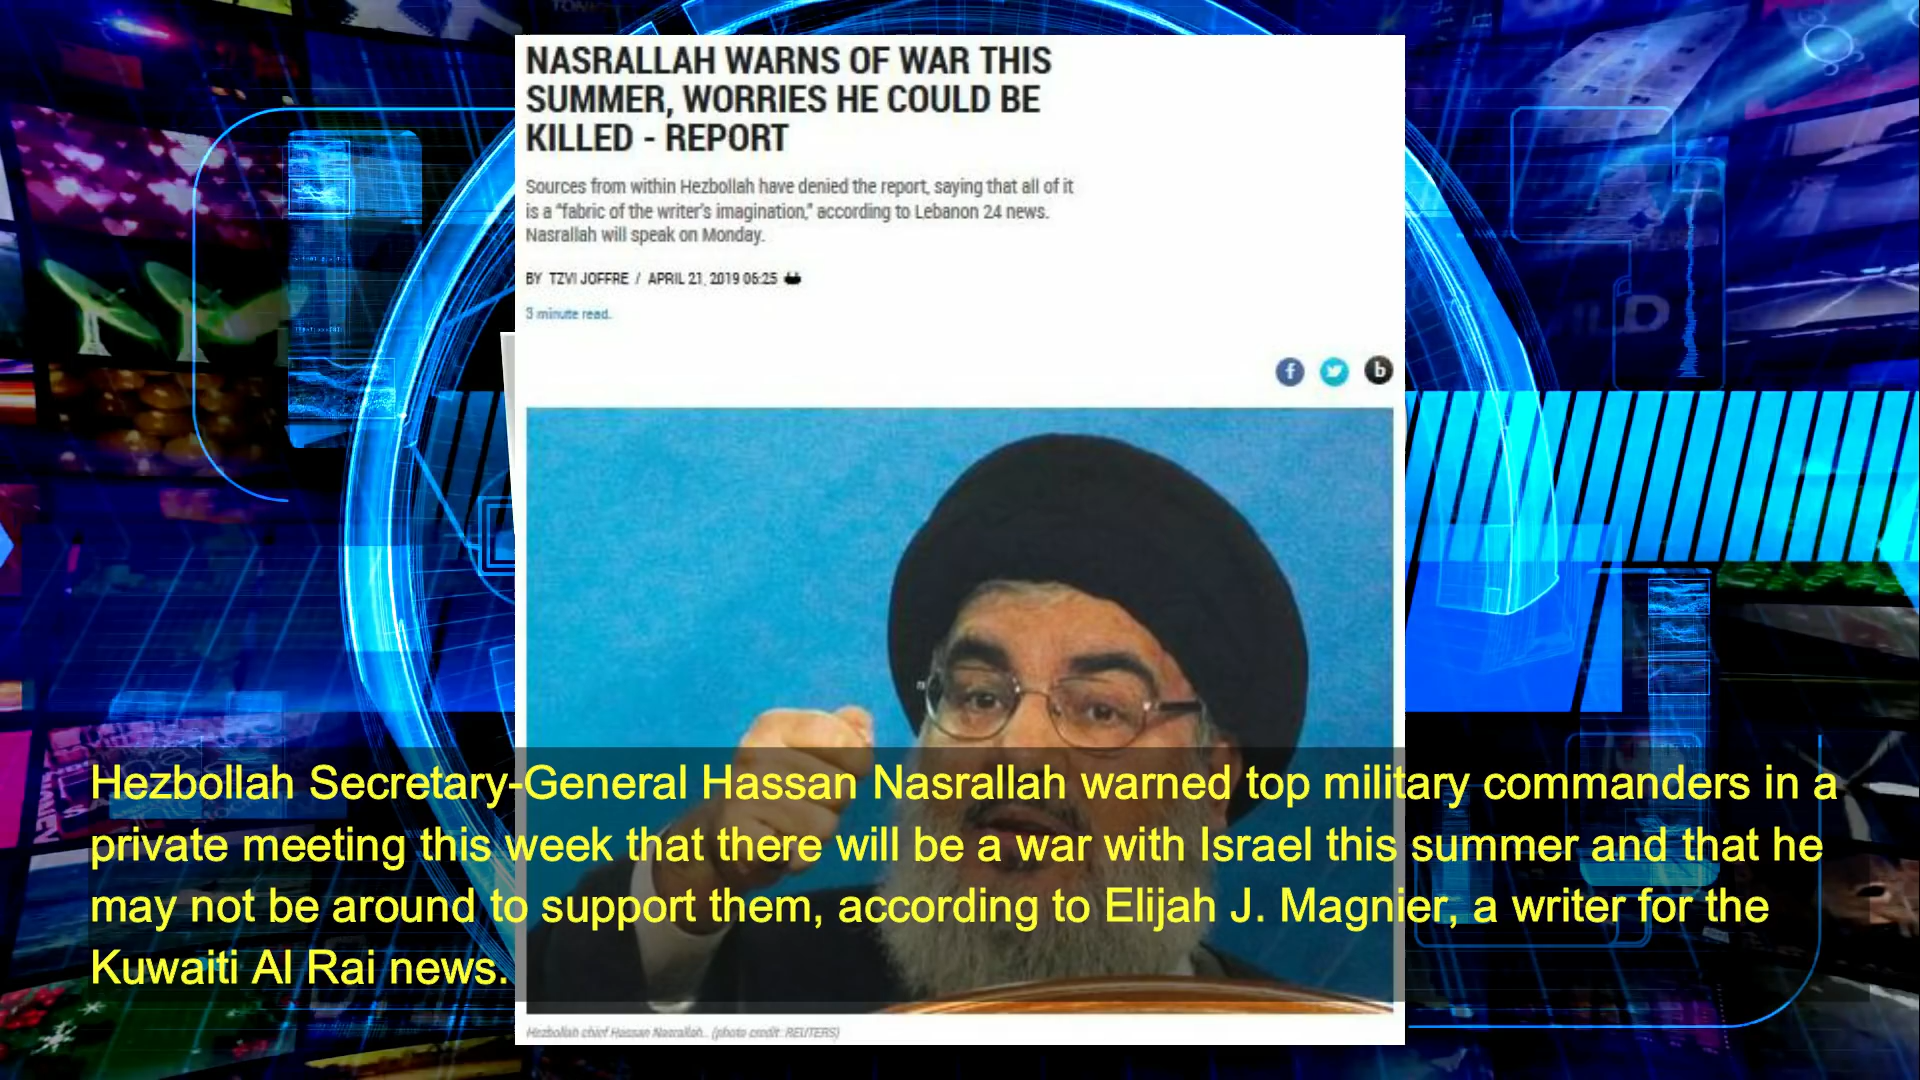 NASRALLAH WARNS OF WAR THIS
SUMMER, WORRIES HE COULD BE
KILLED - REPORT
Sources from within Hezbollah have denied the report, saying that all of it
is a "fabric of the writer's imagination," according to Lebanon 24 news.
Nasrallah will speak on Monday.
BY TZVI JOFFRE / APRIL 21, 2019 06:25
3 minute read.
f
b
Hezbollah Secretary-General Hassan Nasrallah warned top military commanders in a
private meeting this week that there will be a war with Israel this summer and that he
may not be around to support them, according to Elijah J. Magnier, a writer for the
Kuwaiti Al Rai news.
Hezbollah chief Hassan Nasrallah.. (photo credit: REUTERS)